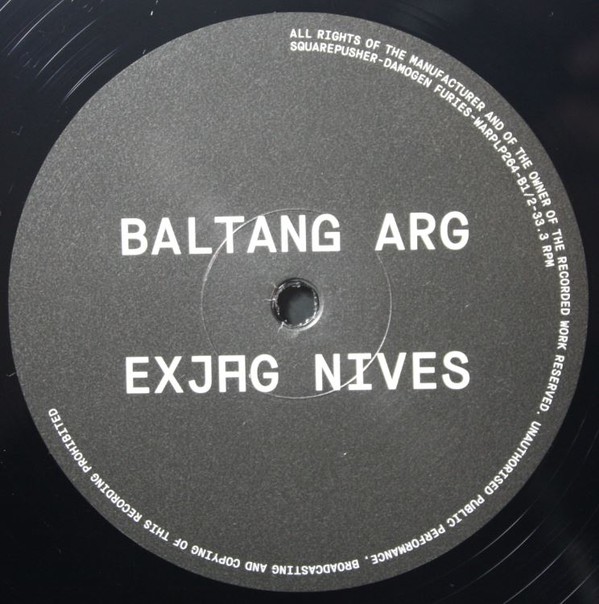 ALL RIGHTS OF THE MANUFACTURER AND OF THE OWNER OF THE RECORDED WORK RESERVED. UNAUTHORISED PUBLIC PERFORMANCE, BROADCASTING AND COPYING OF THIS RECORDING PROHIBITED
SQUAREPUSHER-DAMOGEN FURIES-WARPLP264-B1/2-33.3 RPM
BALTANG ARG
EXJAG NIVES